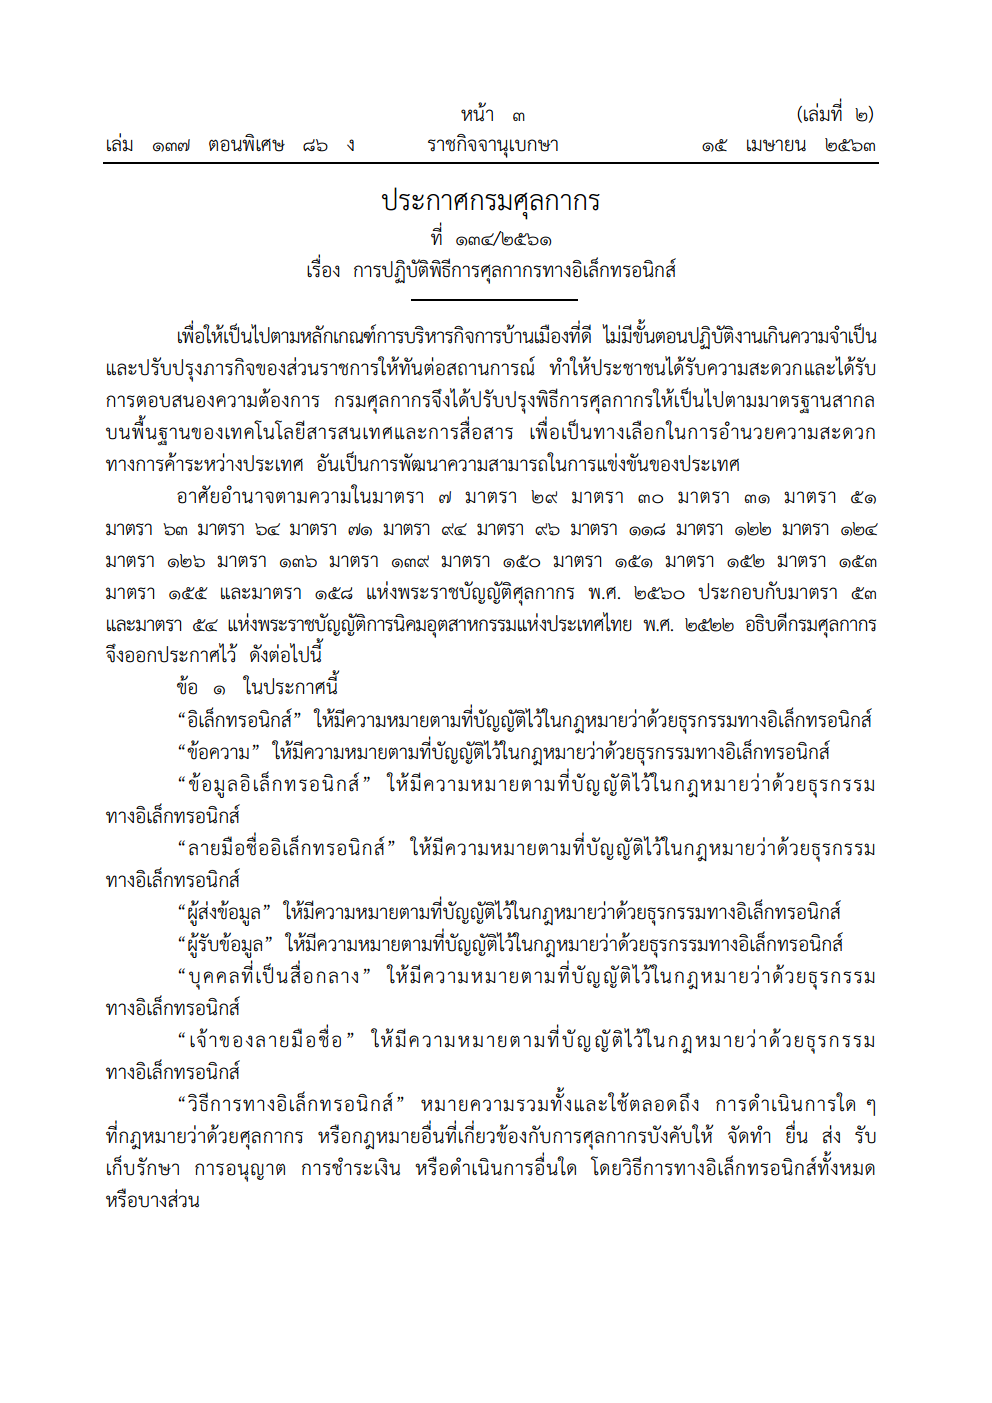 หน้า ๓
(เล่มที่ ๒)
เล่ม ๑๓๗ ตอนพิเศษ ๘๖ ง
ราชกิจจานุเบกษา
๑๕ เมษายน ๒๕๖๓
ประกาศกรมศุลกากร
ที่ ๑๓๔/๒๕๖๑
เรื่อง การปฏิบัติพิธีการศุลกากรทางอิเล็กทรอนิกส์
เพื่อให้เป็นไปตามหลักเกณฑ์การบริหารกิจการบ้านเมืองที่ดี ไม่มีขั้นตอนปฏิบัติงานเกินความจำเป็น
และปรับปรุงภารกิจของส่วนราชการให้ทันต่อสถานการณ์ ทำให้ประชาชนได้รับความสะดวกและได้รับ
การตอบสนองความต้องการ กรมศุลกากรจึงได้ปรับปรุงพิธีการศุลกากรให้เป็นไปตามมาตรฐานสากล
บนพื้นฐานของเทคโนโลยีสารสนเทศและการสื่อสาร เพื่อเป็นทางเลือกในการอำนวยความสะดวก
ทางการค้าระหว่างประเทศ อันเป็นการพัฒนาความสามารถในการแข่งขันของประเทศ
อาศัยอำนาจตามความในมาตรา ๗ มาตรา ๒๙ มาตรา ๓๐ มาตรา ๓๑ มาตรา ๕๑
มาตรา ๖๓ มาตรา ๖๔ มาตรา ๗๑ มาตรา ๙๔ มาตรา ๙๖ มาตรา ๑๑๘ มาตรา ๑๒๒ มาตรา ๑๒๔
มาตรา ๑๒๖ มาตรา ๑๓๖ มาตรา ๑๓๙ มาตรา ๑๕๐ มาตรา ๑๕๑ มาตรา ๑๕๒ มาตรา ๑๕๓
มาตรา ๑๕๕ และมาตรา ๑๕๘ แห่งพระราชบัญญัติศุลกากร พ.ศ. ๒๕๖๐ ประกอบกับมาตรา ๕๓
และมาตรา ๕๔ แห่งพระราชบัญญัติการนิคมอุตสาหกรรมแห่งประเทศไทย พ.ศ. ๒๕๒๒ อธิบดีกรมศุลกากร
จึงออกประกาศไว้ ดังต่อไปนี้
ข้อ ๑ ในประกาศนี้
“อิเล็กทรอนิกส์” ให้มีความหมายตามที่บัญญัติไว้ในกฎหมายว่าด้วยธุรกรรมทางอิเล็กทรอนิกส์
“ข้อความ” ให้มีความหมายตามที่บัญญัติไว้ในกฎหมายว่าด้วยธุรกรรมทางอิเล็กทรอนิกส์
“ข้อมูลอิเล็กทรอนิกส์” ให้มีความหมายตามที่บัญญัติไว้ในกฎหมายว่าด้วยธุรกรรม
ทางอิเล็กทรอนิกส์
“ลายมือชื่ออิเล็กทรอนิกส์” ให้มีความหมายตามที่บัญญัติไว้ในกฎหมายว่าด้วยธุรกรรม
ทางอิเล็กทรอนิกส์
“ผู้ส่งข้อมูล” ให้มีความหมายตามที่บัญญัติไว้ในกฎหมายว่าด้วยธุรกรรมทางอิเล็กทรอนิกส์
“ผู้รับข้อมูล” ให้มีความหมายตามที่บัญญัติไว้ในกฎหมายว่าด้วยธุรกรรมทางอิเล็กทรอนิกส์
“บุคคลที่เป็นสื่อกลาง” ให้มีความหมายตามที่บัญญัติไว้ในกฎหมายว่าด้วยธุรกรรม
ทางอิเล็กทรอนิกส์
“เจ้าของลายมือชื่อ” ให้มีความหมายตามที่บัญญัติไว้ในกฎหมายว่าด้วยธุรกรรม
ทางอิเล็กทรอนิกส์
“วิธีการทางอิเล็กทรอนิกส์” หมายความรวมทั้งและใช้ตลอดถึง การดำเนินการใด ๆ
ที่กฎหมายว่าด้วยศุลกากร หรือกฎหมายอื่นที่เกี่ยวข้องกับการศุลกากรบังคับให้ จัดทำ ยื่น ส่ง รับ
เก็บรักษา การอนุญาต การชำระเงิน หรือดำเนินการอื่นใด โดยวิธีการทางอิเล็กทรอนิกส์ทั้งหมด
หรือบางส่วน